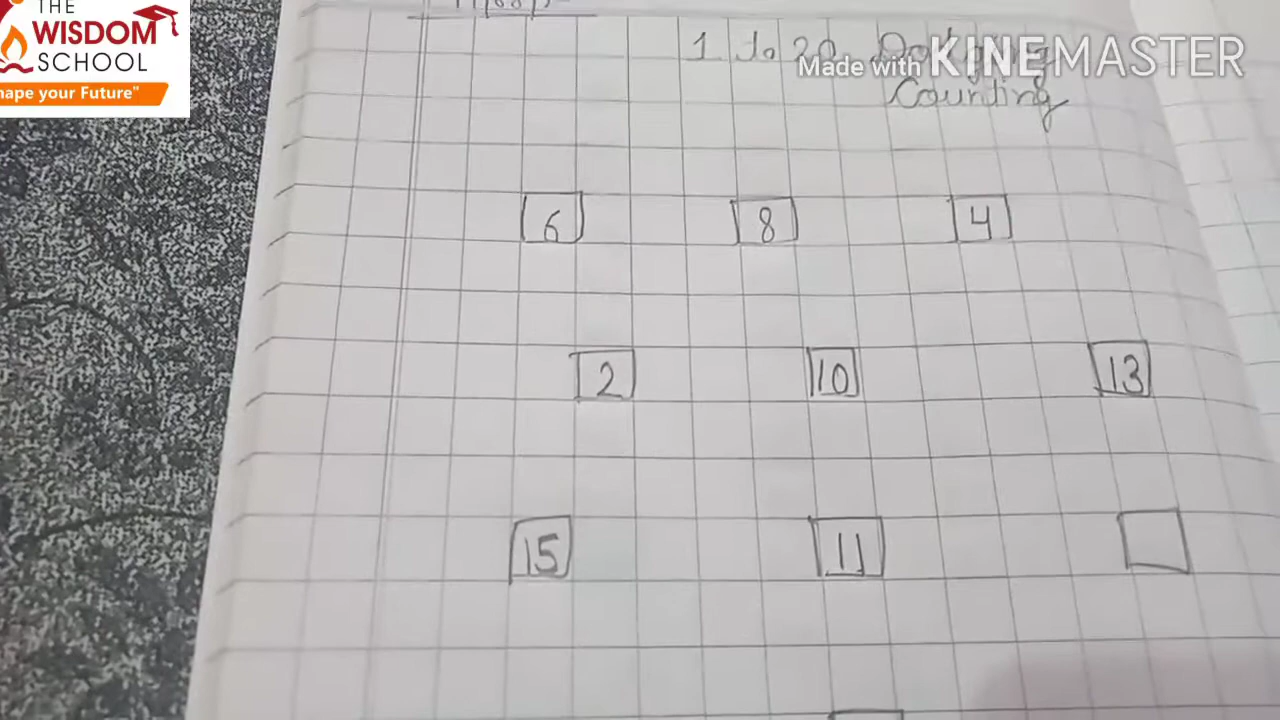 THE
WISDOM
SCHOOL
hape your Future"
1 to 20
Made with KINEMASTER
Counting
6 8 4
2 10 13
15 11